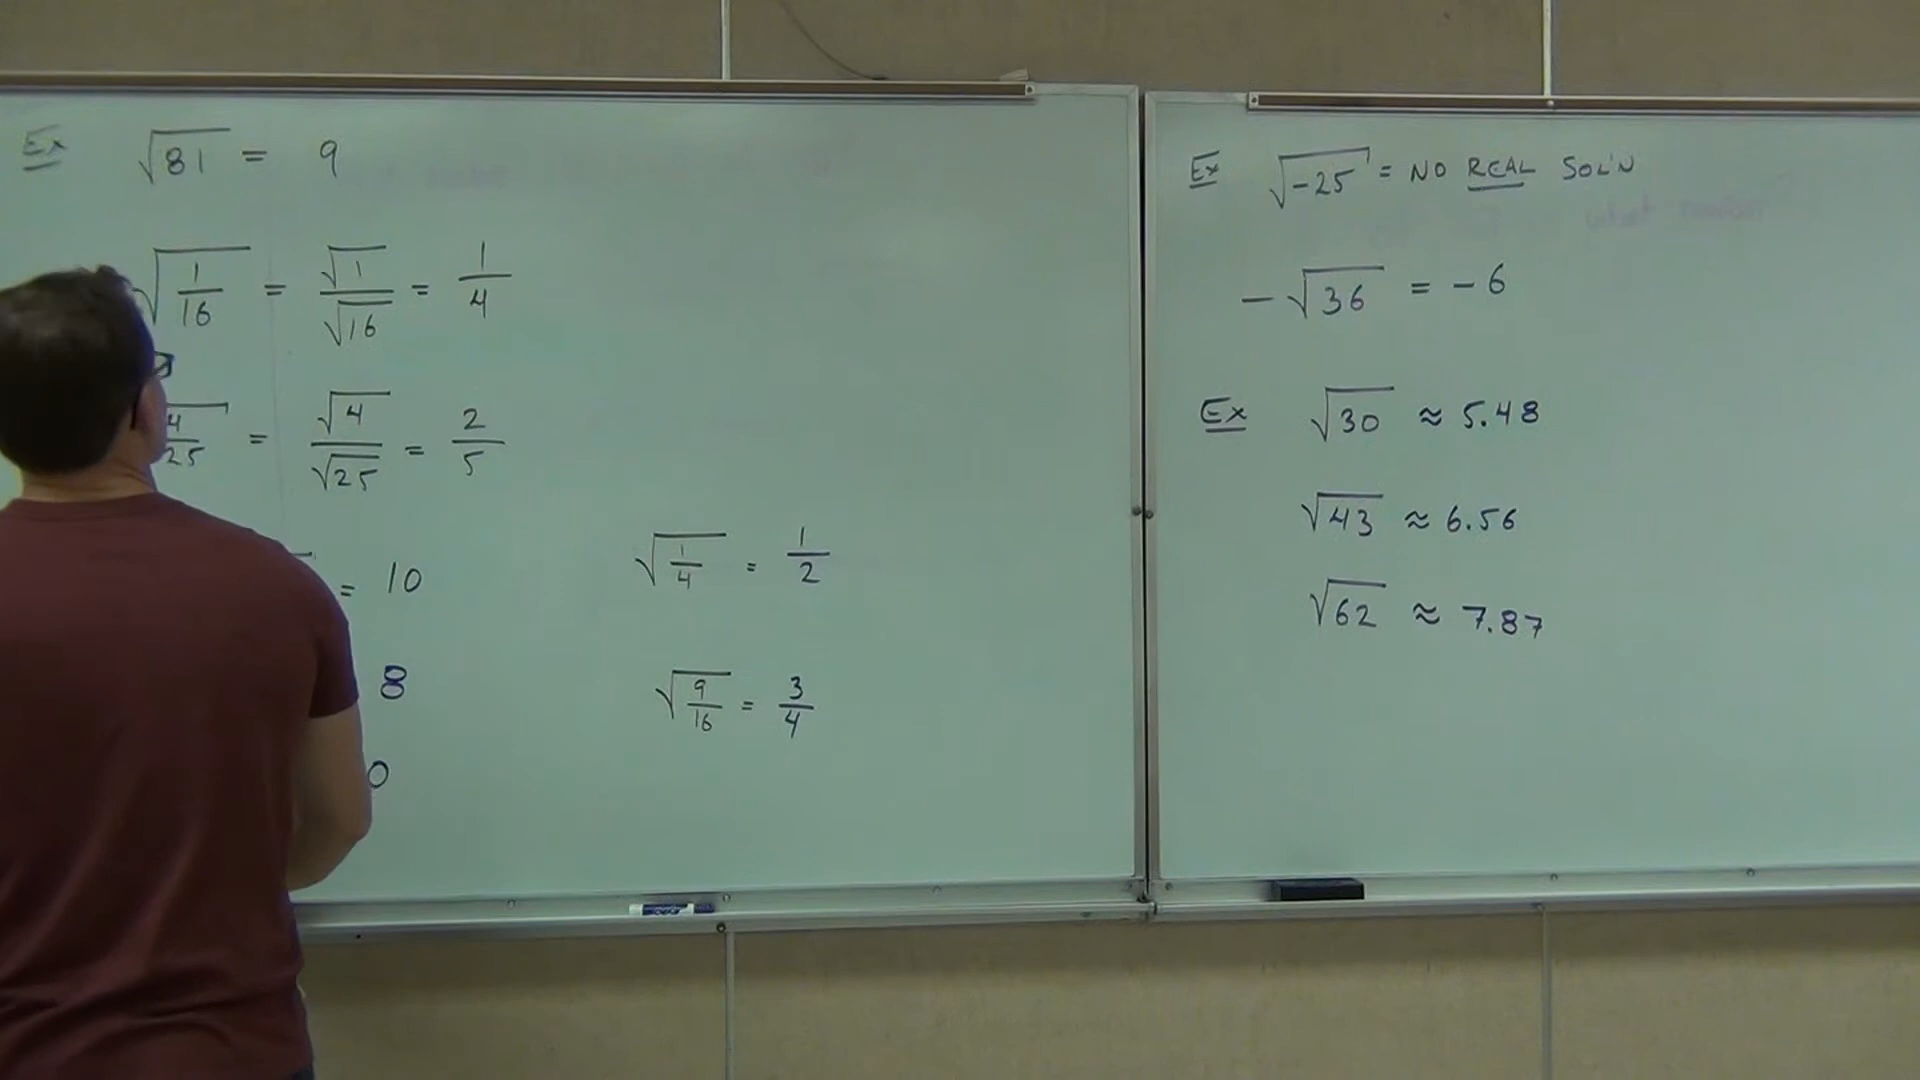 Ex √81 = 9
√(1/16) = √1/√16 = 1/4
4/25 = √4/√25 = 2/5
= 10
8
0
√(1/4) = 1/2
√(9/16) = 3/4
Ex √-25 = NO REAL SOL'N
-√36 = -6
Ex √30 ≈ 5.48
√43 ≈ 6.56
√62 ≈ 7.87